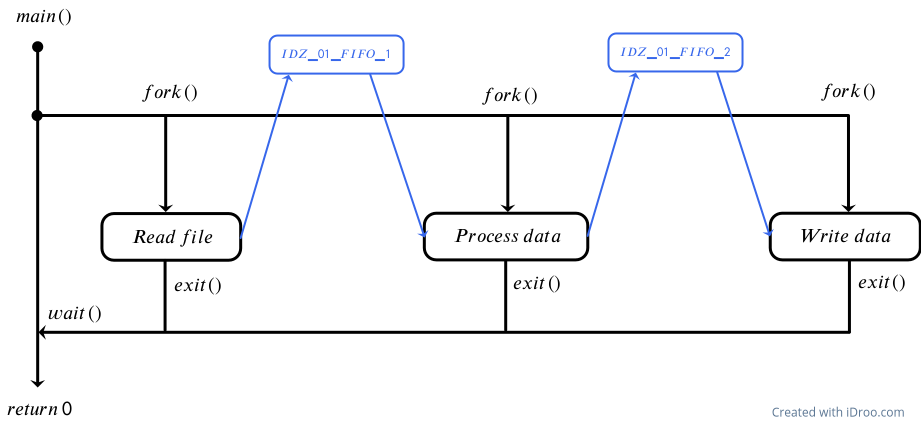 main()
IDZ_01_FIFO_1
IDZ_01_FIFO_2
fork()
fork()
fork()
Read file
Process data
Write data
exit()
exit()
exit()
wait()
return 0
Created with iDroo.com